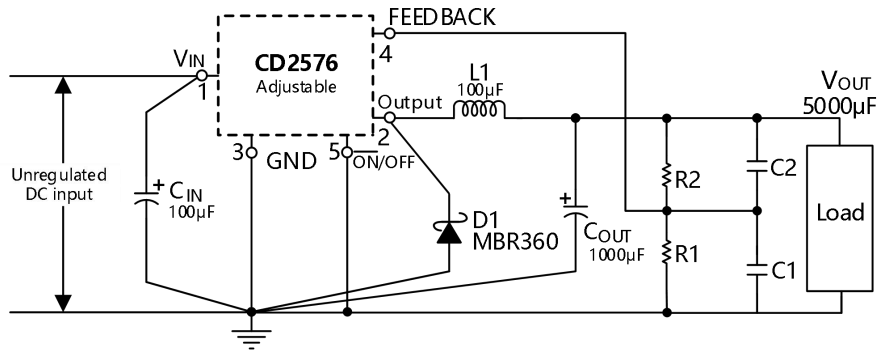 FEEDBACK
4
VIN
1
CD2576
Adjustable
Output
2
L1
100μF
VOUT
5000μF
3
GND
5
ON/OFF
Unregulated
DC input
+
CIN
100μF
D1
MBR360
+
COUT
1000μF
R2
C2
R1
C1
Load